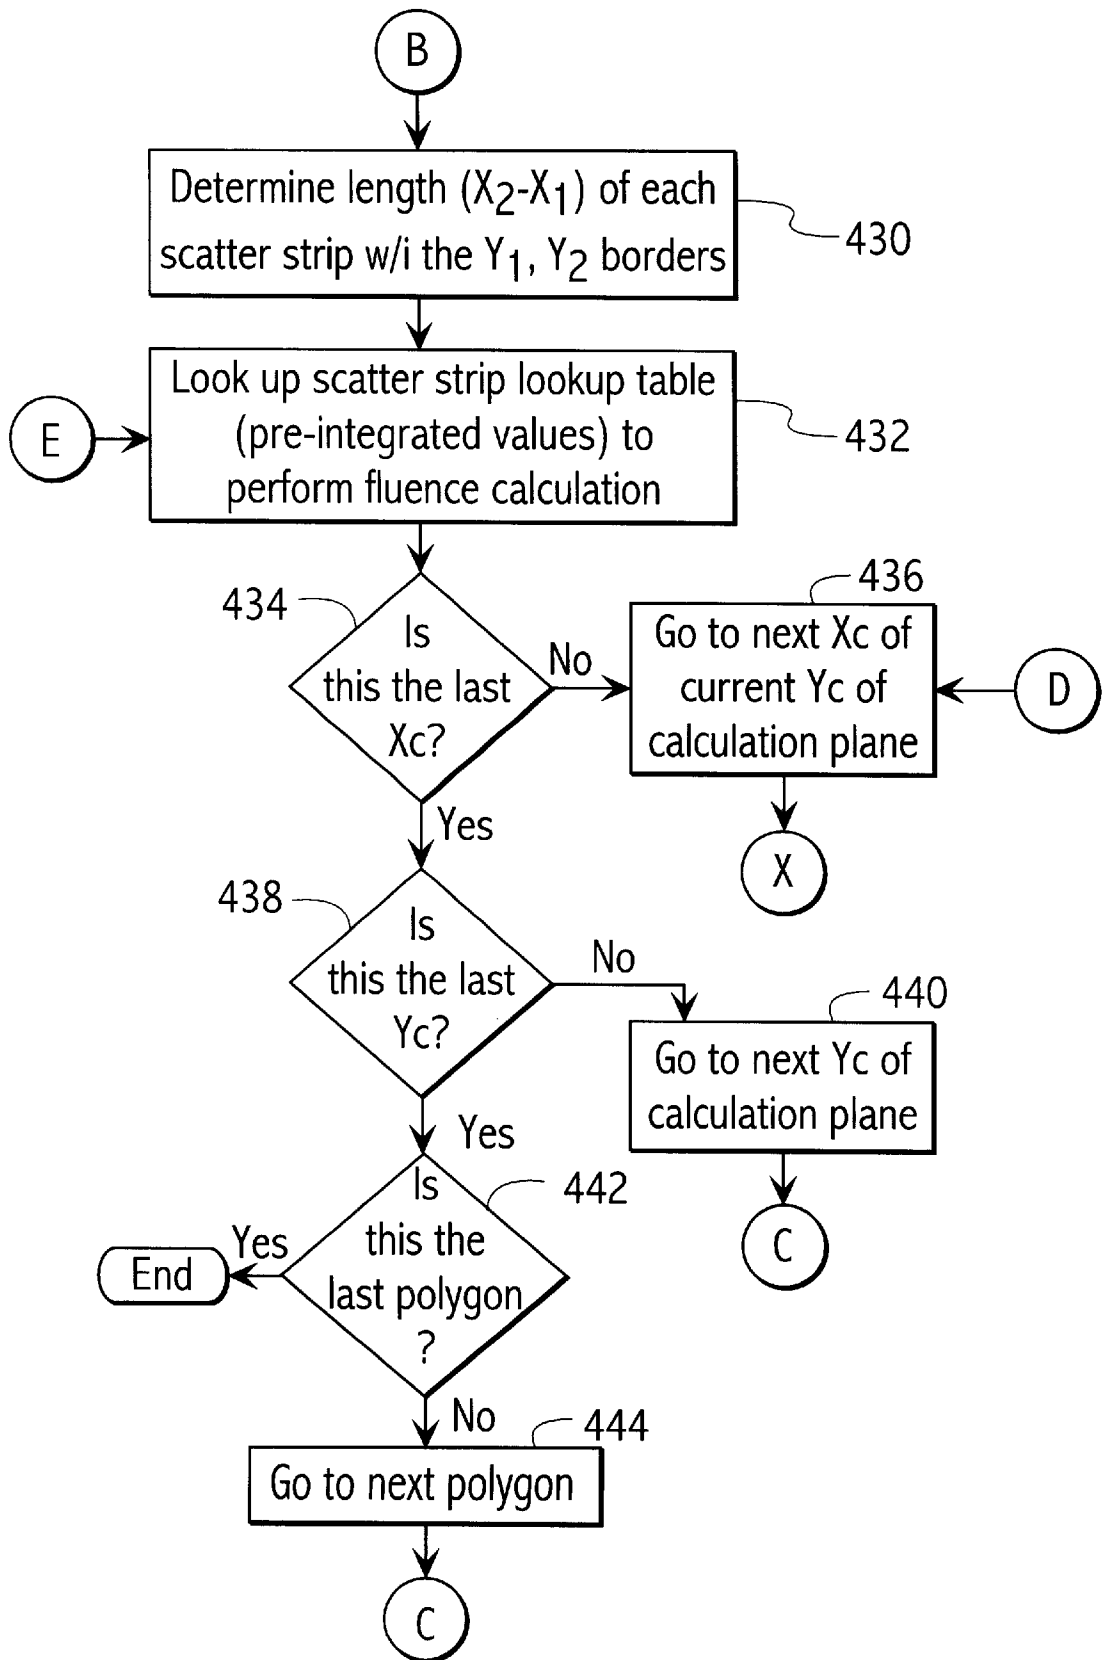 B
Determine length (X2-X1) of each
scatter strip w/i the Y1, Y2 borders
430
Look up scatter strip lookup table
(pre-integrated values) to
perform fluence calculation
E
432
434
Is
this the last
Xc?
No
436
Go to next Xc of
current Yc of
calculation plane
D
Yes
X
438
Is
this the last
Yc?
No
440
Go to next Yc of
calculation plane
Yes
C
442
Is
this the
last polygon
?
Yes
End
No
444
Go to next polygon
C